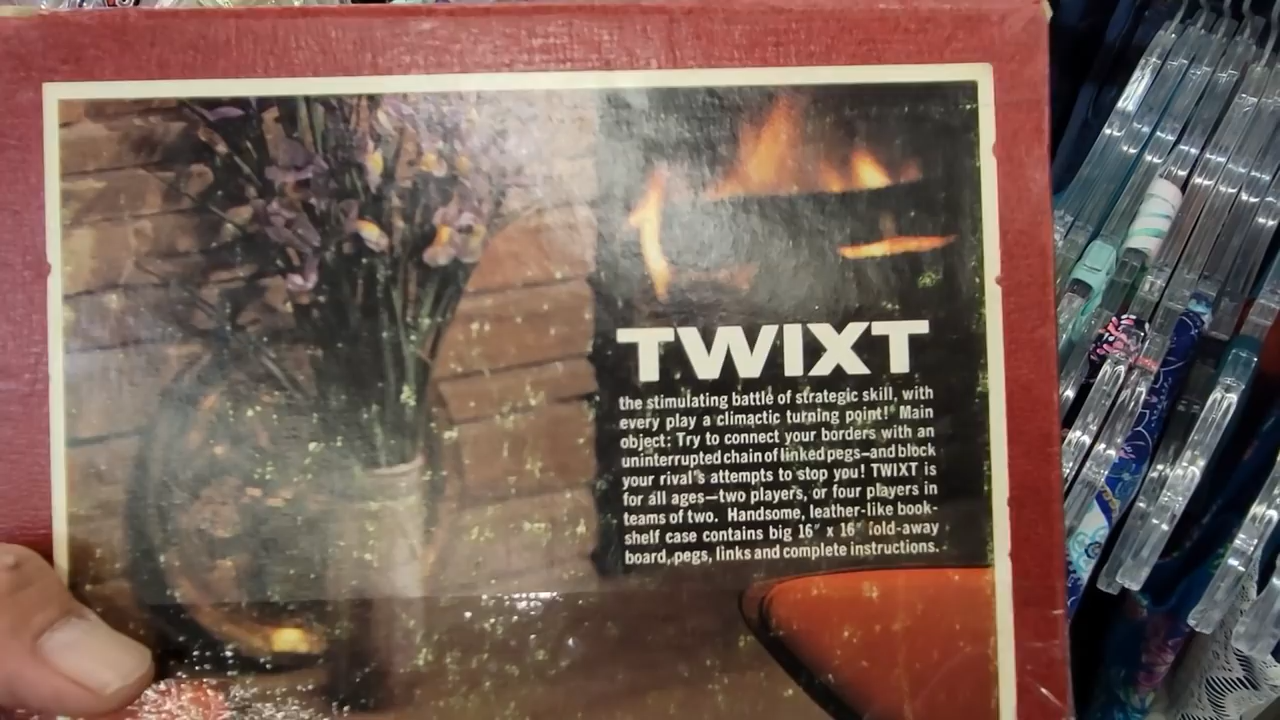 TWIXT
the stimulating battle of strategic skill, with
every play a climactic turning point! Main
object: Try to connect your borders with an
uninterrupted chain of linked pegs—and block
your rival's attempts to stop you! TWIXT is
for all ages—two players, or four players in
teams of two. Handsome, leather-like book-
shelf case contains big 16" x 16" fold-away
board, pegs, links and complete instructions.